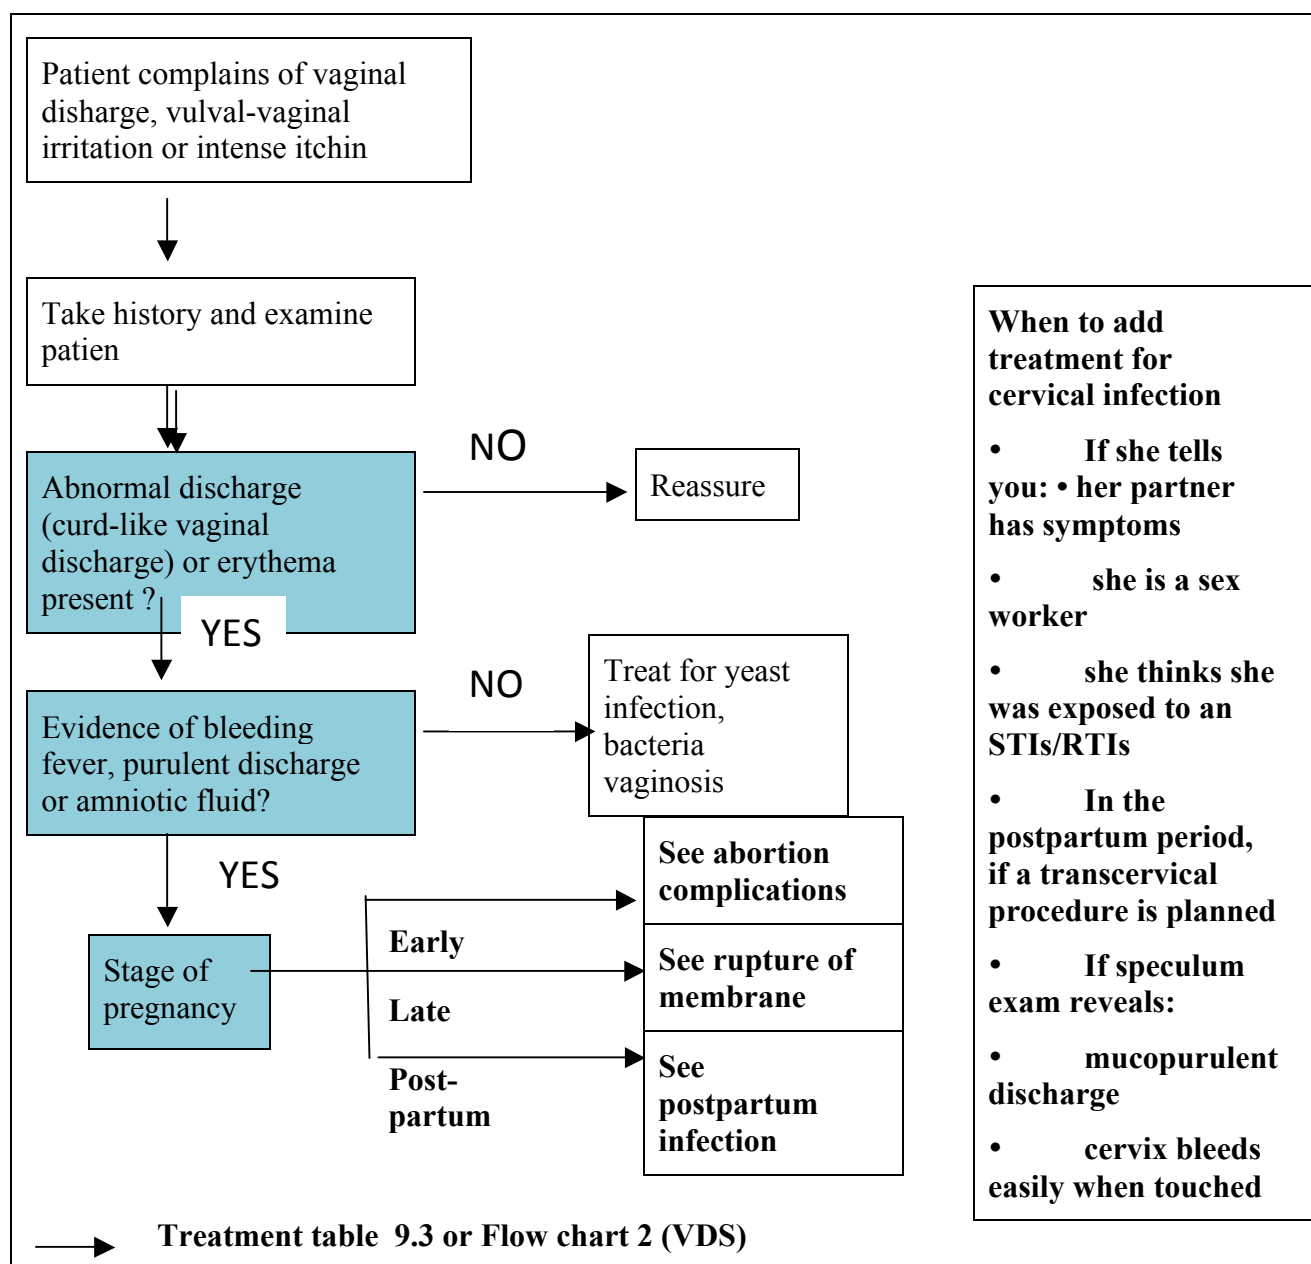 Patient complains of vaginal
disharge, vulval-vaginal
irritation or intense itchin
Take history and examine
patien
Abnormal discharge
(curd-like vaginal
discharge) or erythema
present ?
NO
Reassure
YES
Evidence of bleeding
fever, purulent discharge
or amniotic fluid?
NO
Treat for yeast
infection,
bacteria
vaginosis
YES
Stage of
pregnancy
Early
See abortion
complications
Late
See rupture of
membrane
Post-
partum
See
postpartum
infection
When to add
treatment for
cervical infection
• If she tells
you: • her partner
has symptoms
• she is a sex
worker
• she thinks she
was exposed to an
STIs/RTIs
• In the
postpartum period,
if a transcervical
procedure is planned
• If speculum
exam reveals:
• mucopurulent
discharge
• cervix bleeds
easily when touched
Treatment table 9.3 or Flow chart 2 (VDS)